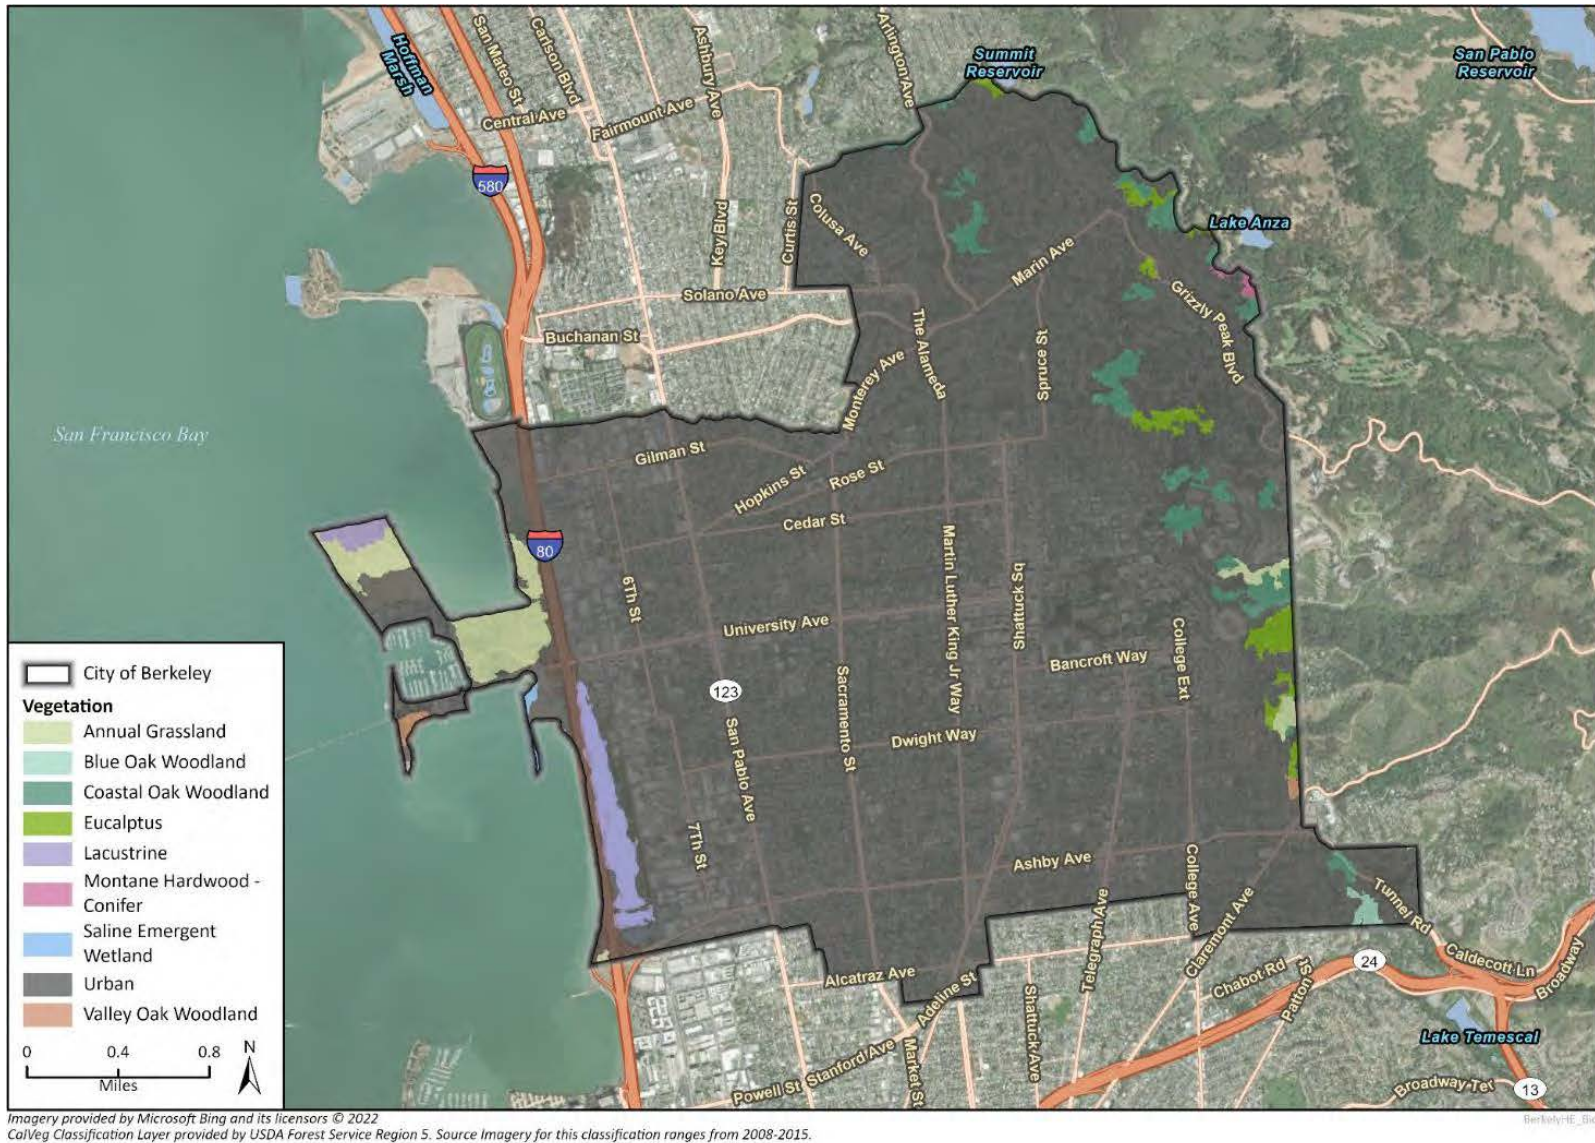 Hoffman
Marsh
San Mateo St
Carlson Blvd
Ashbury Ave
Arlington Ave
Summit
Reservoir
San Pablo
Reservoir
Central Ave
Fairmount Ave
580
Key Blvd
Curtis St
Colusa Ave
Lake Anza
Marin Ave
Solano Ave
Grizzly Peak Blvd
Buchanan St
The Alameda
Spruce St
Monterey Ave
San Francisco Bay
Gilman St
Hopkins St
Rose St
Cedar St
80
6Th St
Martin Luther King Jr Way
Shattuck Sq
University Ave
College Ext
Bancroft Way
Sacramento St
123
San Pablo Ave
Dwight Way
7Th St
Ashby Ave
College Ave
Telegraph Ave
Claremont Ave
Tunnel Rd
Alcatraz Ave
Adeline St
24
Caldecott Ln
Broadway
Chabot Rd
Patton St
Shattuck Ave
Market St
Stanford Ave
Powell St
Lake Temescal
Broadway Ter
13
City of Berkeley
Vegetation
Annual Grassland
Blue Oak Woodland
Coastal Oak Woodland
Eucalptus
Lacustrine
Montane Hardwood -
Conifer
Saline Emergent
Wetland
Urban
Valley Oak Woodland
0 0.4 0.8
Miles
N
Imagery provided by Microsoft Bing and its licensors © 2022
CalVeg Classification Layer provided by USDA Forest Service Region 5. Source Imagery for this classification ranges from 2008-2015.